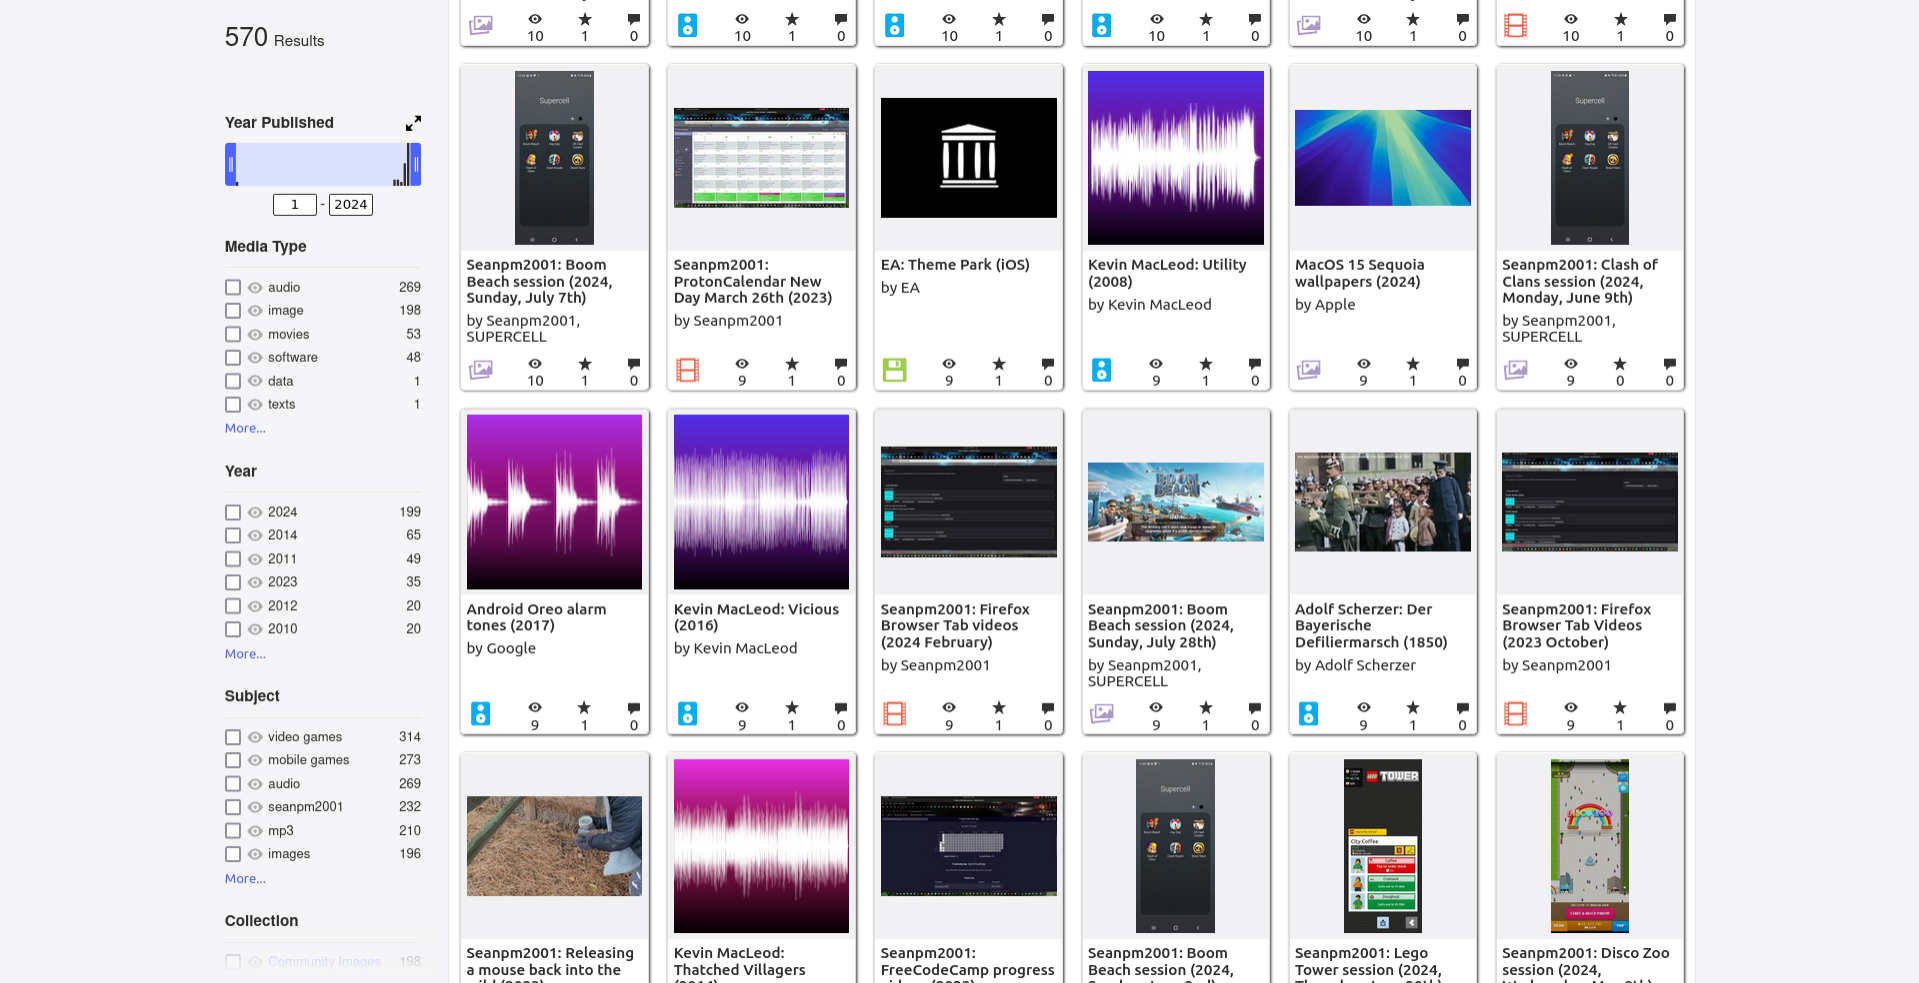 570 Results
Year Published
1 - 2024
Media Type
audio 269
image 198
movies 53
software 48
data 1
texts 1
More...
Year
2024 199
2014 65
2011 49
2023 35
2012 20
2010 20
More...
Subject
video games 314
mobile games 273
audio 269
seanpm2001 232
mp3 210
images 196
More...
Collection
Community Images 198
10 1 0
10 1 0
10 1 0
10 1 0
10 1 0
10 1 0
Supercell
Seanpm2001: Boom
Beach session (2024,
Sunday, July 7th)
by Seanpm2001,
SUPERCELL
10 1 0
Seanpm2001:
ProtonCalendar New
Day March 26th (2023)
by Seanpm2001
9 1 0
EA: Theme Park (iOS)
by EA
9 1 0
Kevin MacLeod: Utility
(2008)
by Kevin MacLeod
9 1 0
MacOS 15 Sequoia
wallpapers (2024)
by Apple
9 1 0
Supercell
Seanpm2001: Clash of
Clans session (2024,
Monday, June 9th)
by Seanpm2001,
SUPERCELL
9 0 0
Android Oreo alarm
tones (2017)
by Google
9 1 0
Kevin MacLeod: Vicious
(2016)
by Kevin MacLeod
9 1 0
Seanpm2001: Firefox
Browser Tab videos
(2024 February)
by Seanpm2001
9 1 0
BOOM
BEACH
Seanpm2001: Boom
Beach session (2024,
Sunday, July 28th)
by Seanpm2001,
SUPERCELL
9 1 0
Adolf Scherzer: Der
Bayerische
Defiliermarsch (1850)
by Adolf Scherzer
9 1 0
Seanpm2001: Firefox
Browser Tab Videos
(2023 October)
by Seanpm2001
9 1 0
Seanpm2001: Releasing
a mouse back into the
Kevin MacLeod:
Thatched Villagers
Seanpm2001:
FreeCodeCamp progress
Supercell
Seanpm2001: Boom
Beach session (2024,
LEGO TOWER
City Coffee
Seanpm2001: Lego
Tower session (2024,
DISCO ZOO
Seanpm2001: Disco Zoo
session (2024,